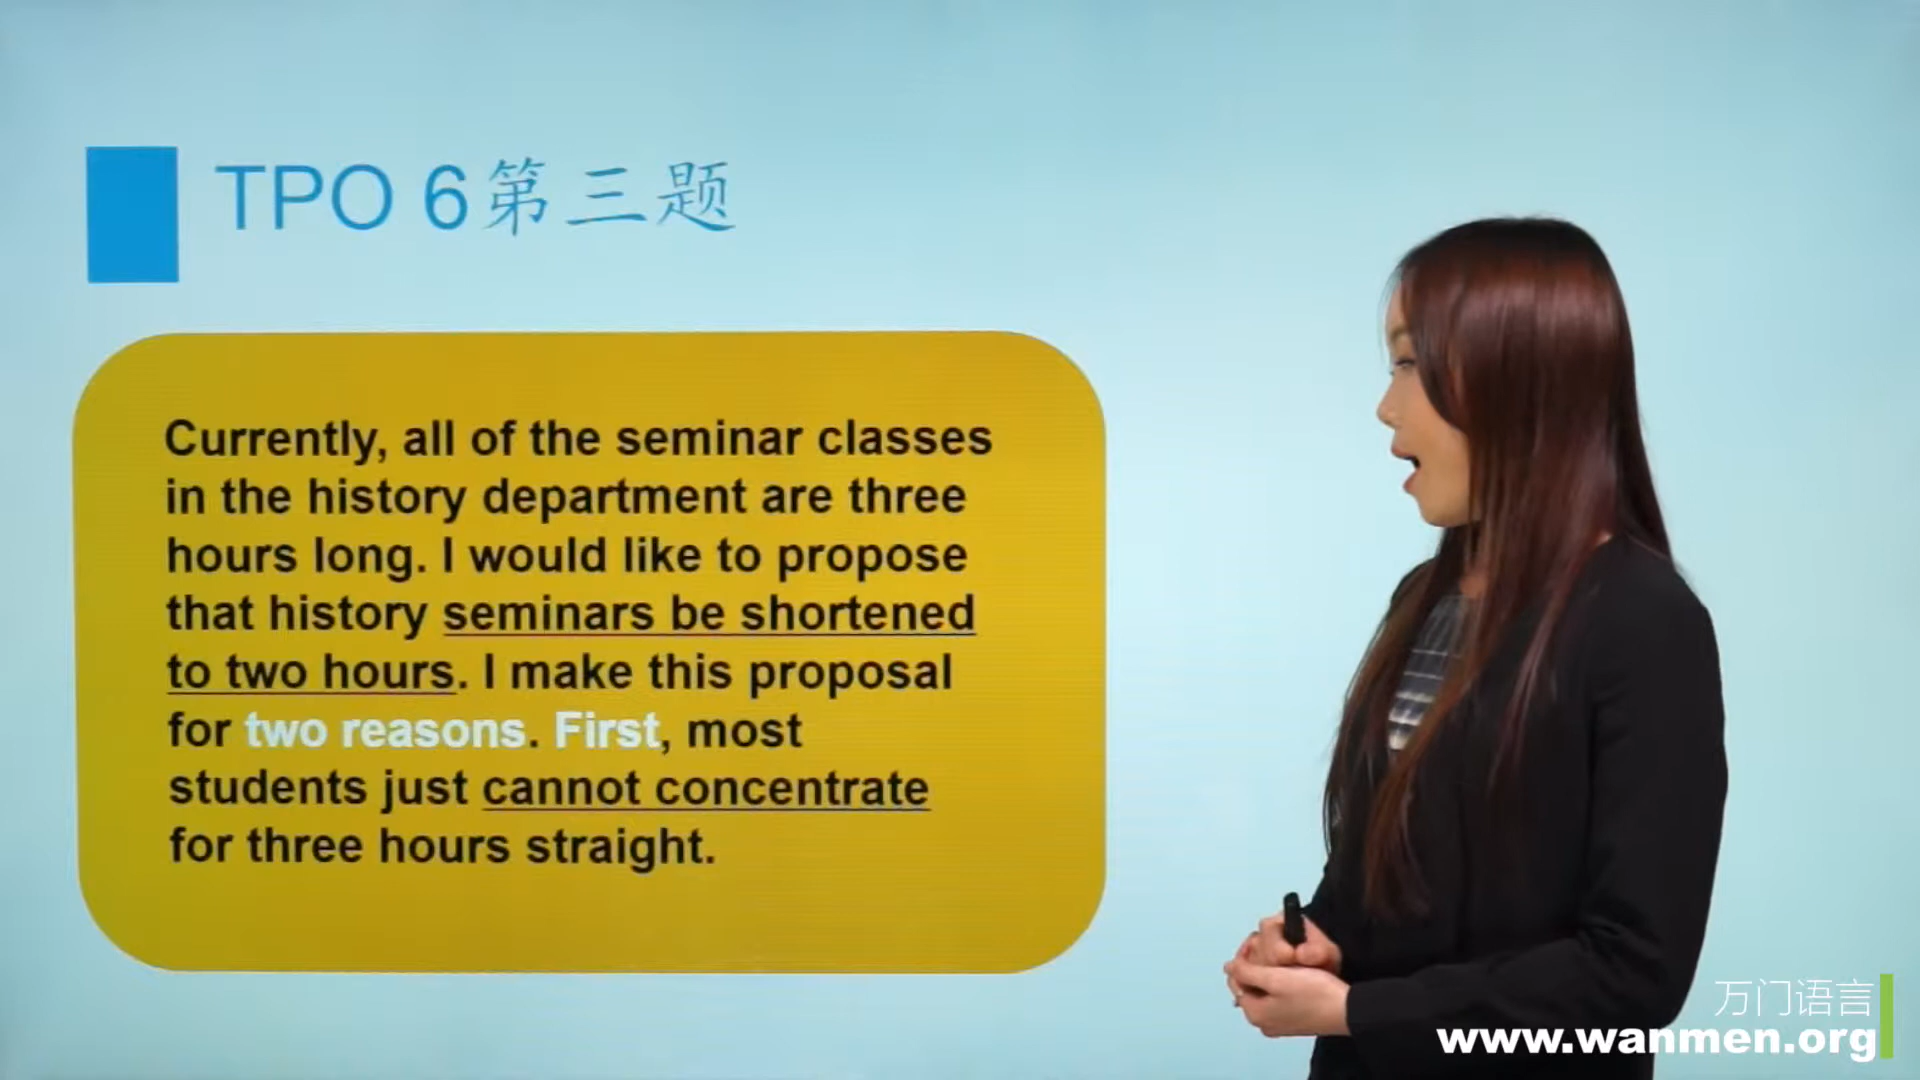 TPO 6第三题
Currently, all of the seminar classes
in the history department are three
hours long. I would like to propose
that history seminars be shortened
to two hours. I make this proposal
for two reasons. First, most
students just cannot concentrate
for three hours straight.
万门语言
www.wanmen.org